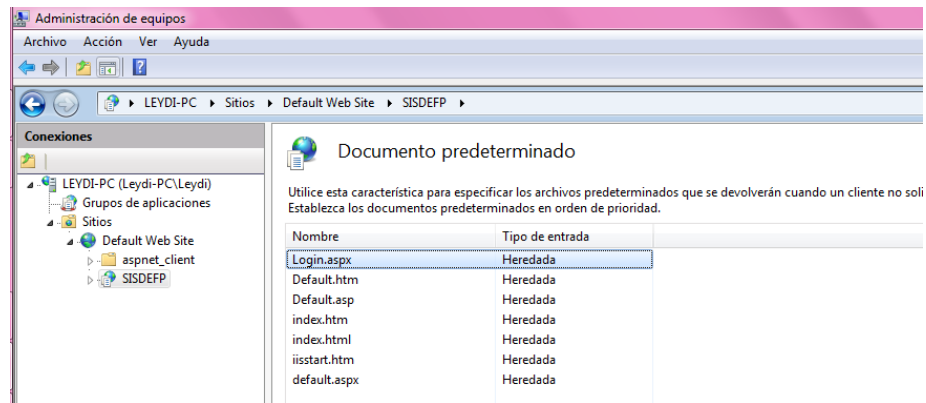 Administración de equipos
Archivo Acción Ver Ayuda
LEYDI-PC Sitios Default Web Site SISDEFP
Conexiones
LEYDI-PC (Leydi-PC\Leydi)
Grupos de aplicaciones
Sitios
Default Web Site
aspnet_client
SISDEFP
Documento predeterminado
Utilice esta característica para especificar los archivos predeterminados que se devolverán cuando un cliente no soli
Establezca los documentos predeterminados en orden de prioridad.
Nombre Tipo de entrada
Login.aspx Heredada
Default.htm Heredada
Default.asp Heredada
index.htm Heredada
index.html Heredada
iisstart.htm Heredada
default.aspx Heredada